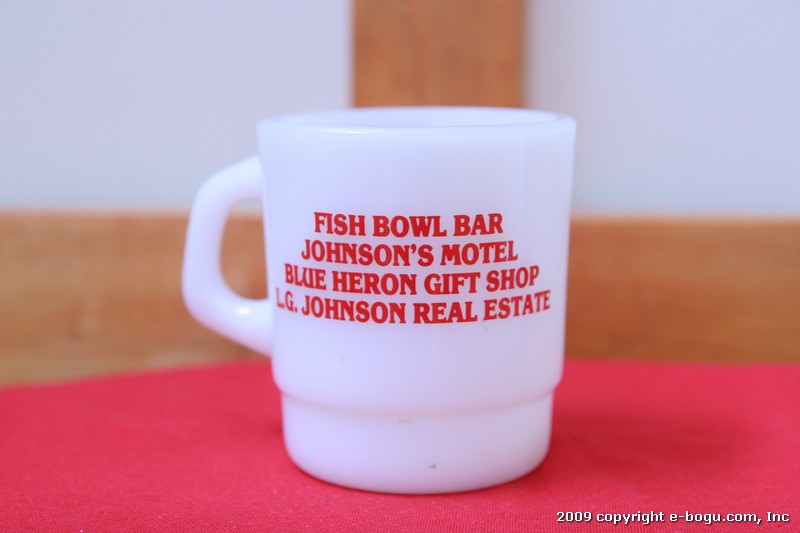 FISH BOWL BAR
JOHNSON'S MOTEL
BLUE HERON GIFT SHOP
L.G. JOHNSON REAL ESTATE
2009 copyright e-bogu.com, Inc